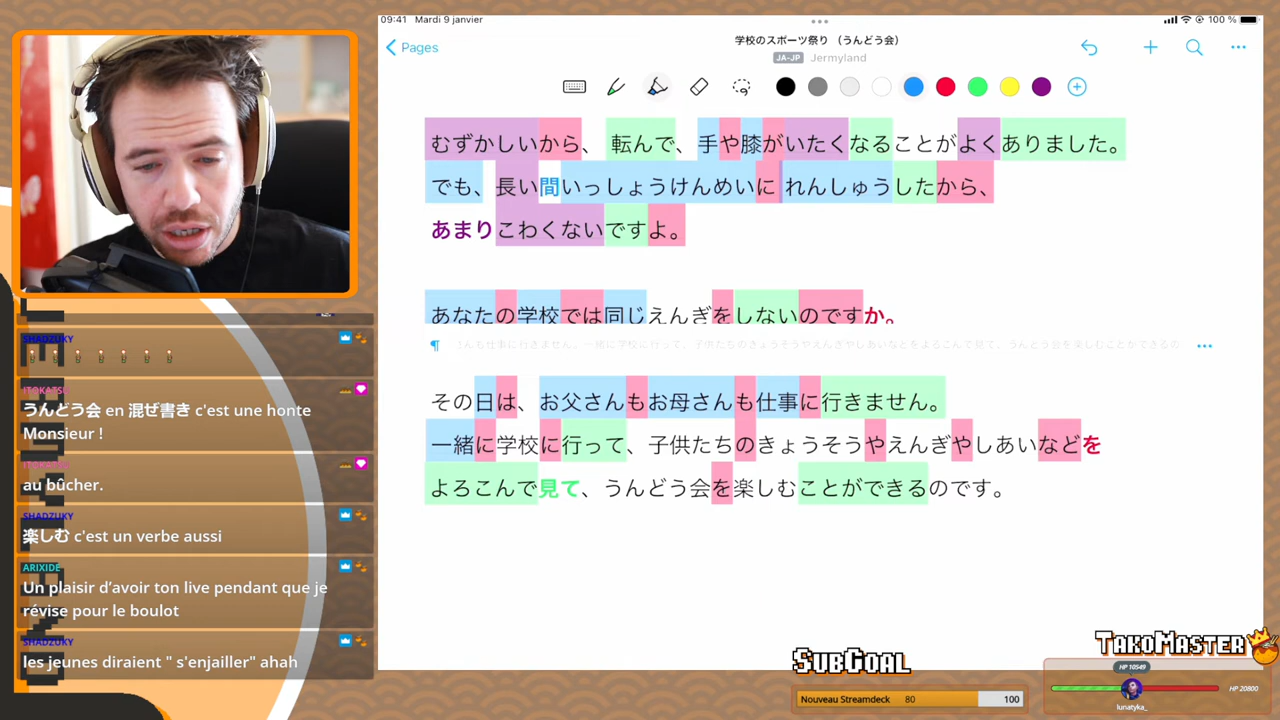 09:41 Mardi 9 janvier
100 %
Pages
学校のスポーツ祭り （うんどう会）
JA-JP Jermyland
むずかしいから、転んで、手や膝がいたくなることがよくありました。
でも、長い間いっしょうけんめいに れんしゅうしたから、
あまりこわくないですよ。
あなたの学校では同じえんぎをしないのですか。
その日は、お父さんもお母さんも仕事に行きません。
一緒に学校に行って、子供たちのきょうそうやえんぎやしあいなどを
よろこんで見て、うんどう会を楽しむことができるのです。
SHADZUKY
ITOKATSU
うんどう会 en 混ぜ書き c'est une honte
Monsieur !
au bûcher.
SHADZUKY
楽しむ c'est un verbe aussi
ARIXIDE
Un plaisir d’avoir ton live pendant que je
révise pour le boulot
SHADZUKY
les jeunes diraient " s'enjailler" ahah
SubGoal
Nouveau Streamdeck 80 100
TakoMaster
HP 10549
HP 20800
lunatyka_